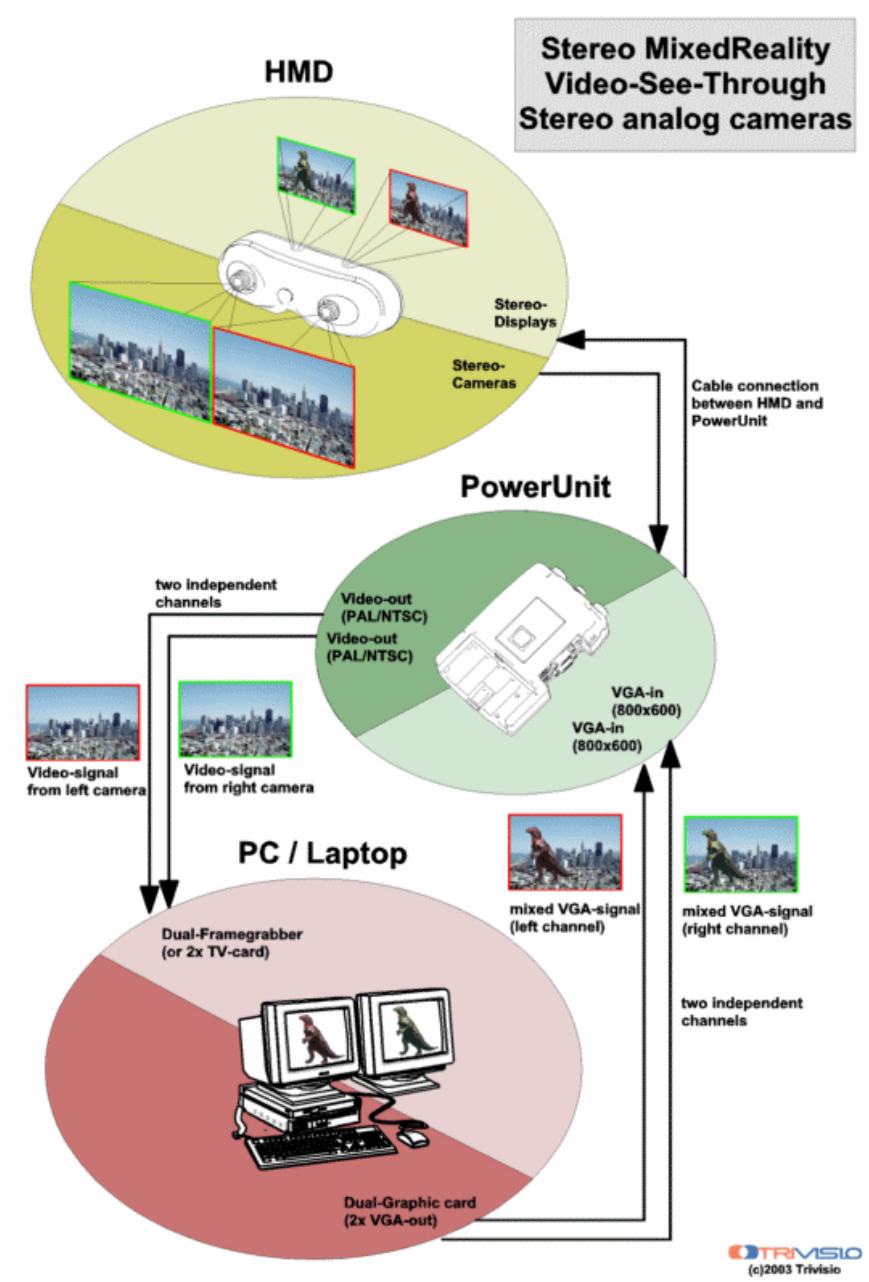 Stereo MixedReality
Video-See-Through
Stereo analog cameras
HMD
Stereo-
Displays
Stereo-
Cameras
Cable connection
between HMD and
PowerUnit
PowerUnit
two independent
channels
Video-out
(PAL/NTSC)
Video-out
(PAL/NTSC)
VGA-in
(800x600)
VGA-in
(800x600)
Video-signal
from left camera
Video-signal
from right camera
PC / Laptop
mixed VGA-signal
(left channel)
mixed VGA-signal
(right channel)
Dual-Framegrabber
(or 2x TV-card)
two independent
channels
Dual-Graphic card
(2x VGA-out)
TRIVISIO
(c)2003 Trivisio